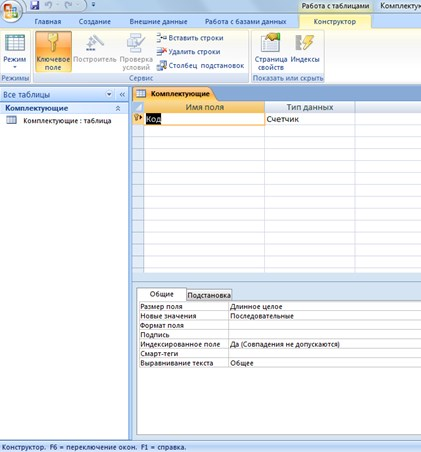 Работа с таблицами Комплектую
Главная Создание Внешние данные Работа с базами данных Конструктор
Режим
Ключевое поле
Построитель
Проверка условий
Вставить строки
Удалить строки
Столбец подстановок
Страница свойств
Индексы
Режимы Сервис Показать или скрыть
Все таблицы
Комплектующие
Комплектующие : таблица
Комплектующие
Имя поля Тип данных
Код Счетчик
Общие Подстановка
Размер поля Длинное целое
Новые значения Последовательные
Формат поля
Подпись
Индексированное поле Да (Совпадения не допускаются)
Смарт-теги
Выравнивание текста Общее
Конструктор. F6 = переключение окон. F1 = справка.